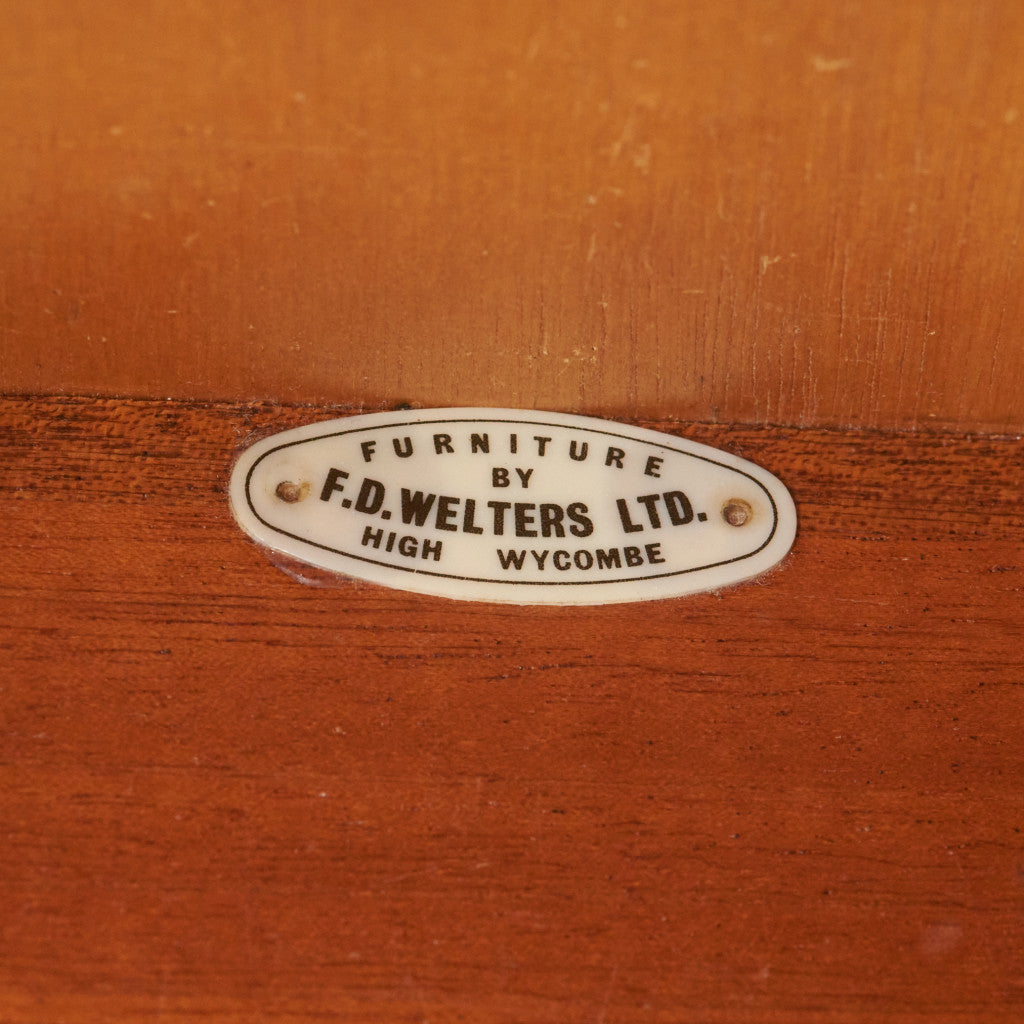 FURNITURE
BY
F.D.WELTERS LTD.
HIGH WYCOMBE